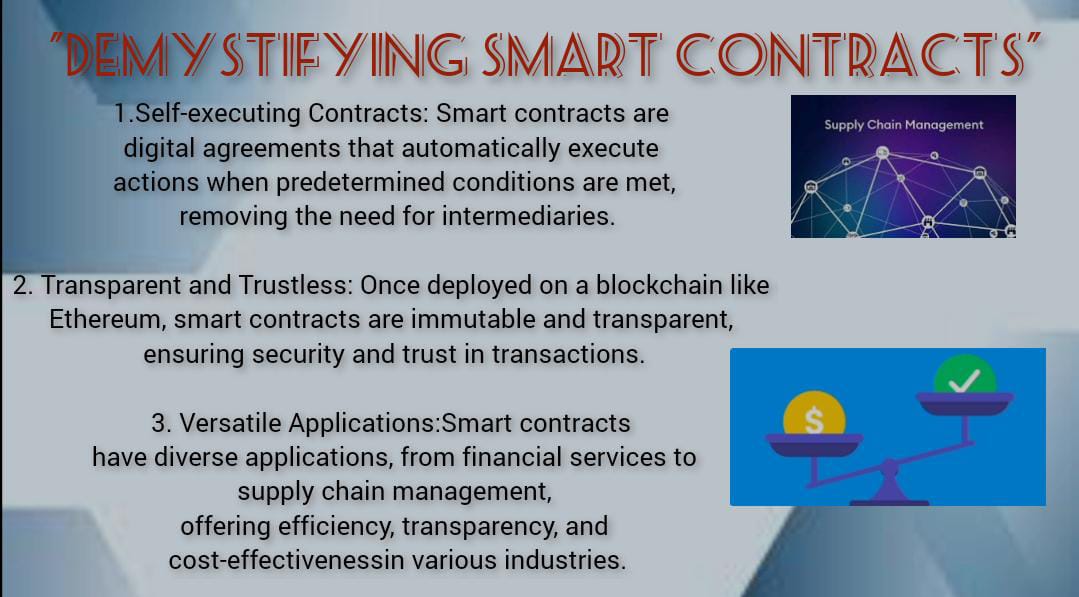 "DEMYSTIFYING SMART CONTRACTS"
1.Self-executing Contracts: Smart contracts are
digital agreements that automatically execute
actions when predetermined conditions are met,
removing the need for intermediaries.
Supply Chain Management
2. Transparent and Trustless: Once deployed on a blockchain like
Ethereum, smart contracts are immutable and transparent,
ensuring security and trust in transactions.
$
3. Versatile Applications:Smart contracts
have diverse applications, from financial services to
supply chain management,
offering efficiency, transparency, and
cost-effectivenessin various industries.